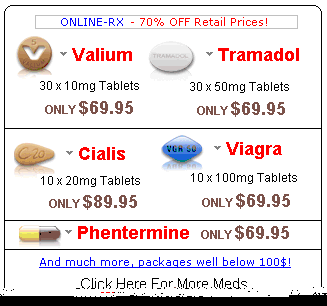 ONLINE-RX - 70% OFF Retail Prices!
Valium Tramadol
30 x 10mg Tablets 30 x 50mg Tablets
ONLY $69.95 ONLY $69.95
TRAMADOL
Cialis Viagra
C20 VGR 50
10 x 20mg Tablets 10 x 100mg Tablets
ONLY $89.95 ONLY $69.95
Phentermine ONLY $69.95
And much more, packages well below 100$!
Click Here For More Meds